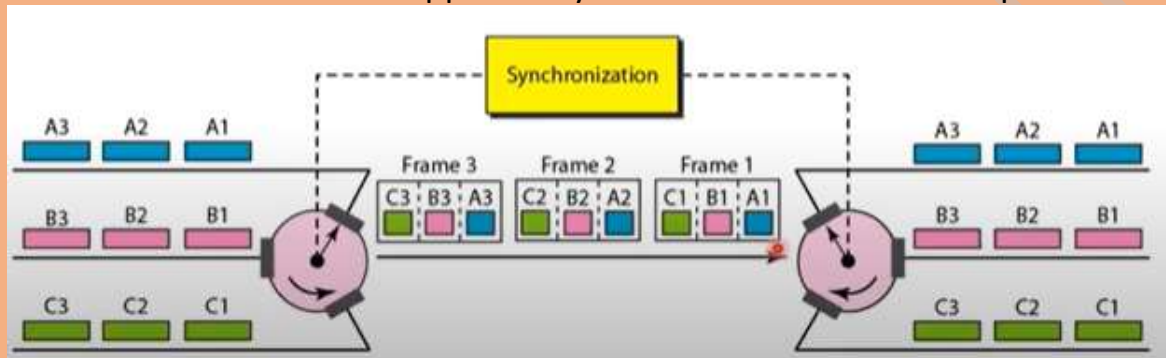 Synchronization
A3 A2 A1
A3 A2 A1
Frame 3 Frame 2 Frame 1
C3 B3 A3 C2 B2 A2 C1 B1 A1
B3 B2 B1
B3 B2 B1
C3 C2 C1
C3 C2 C1